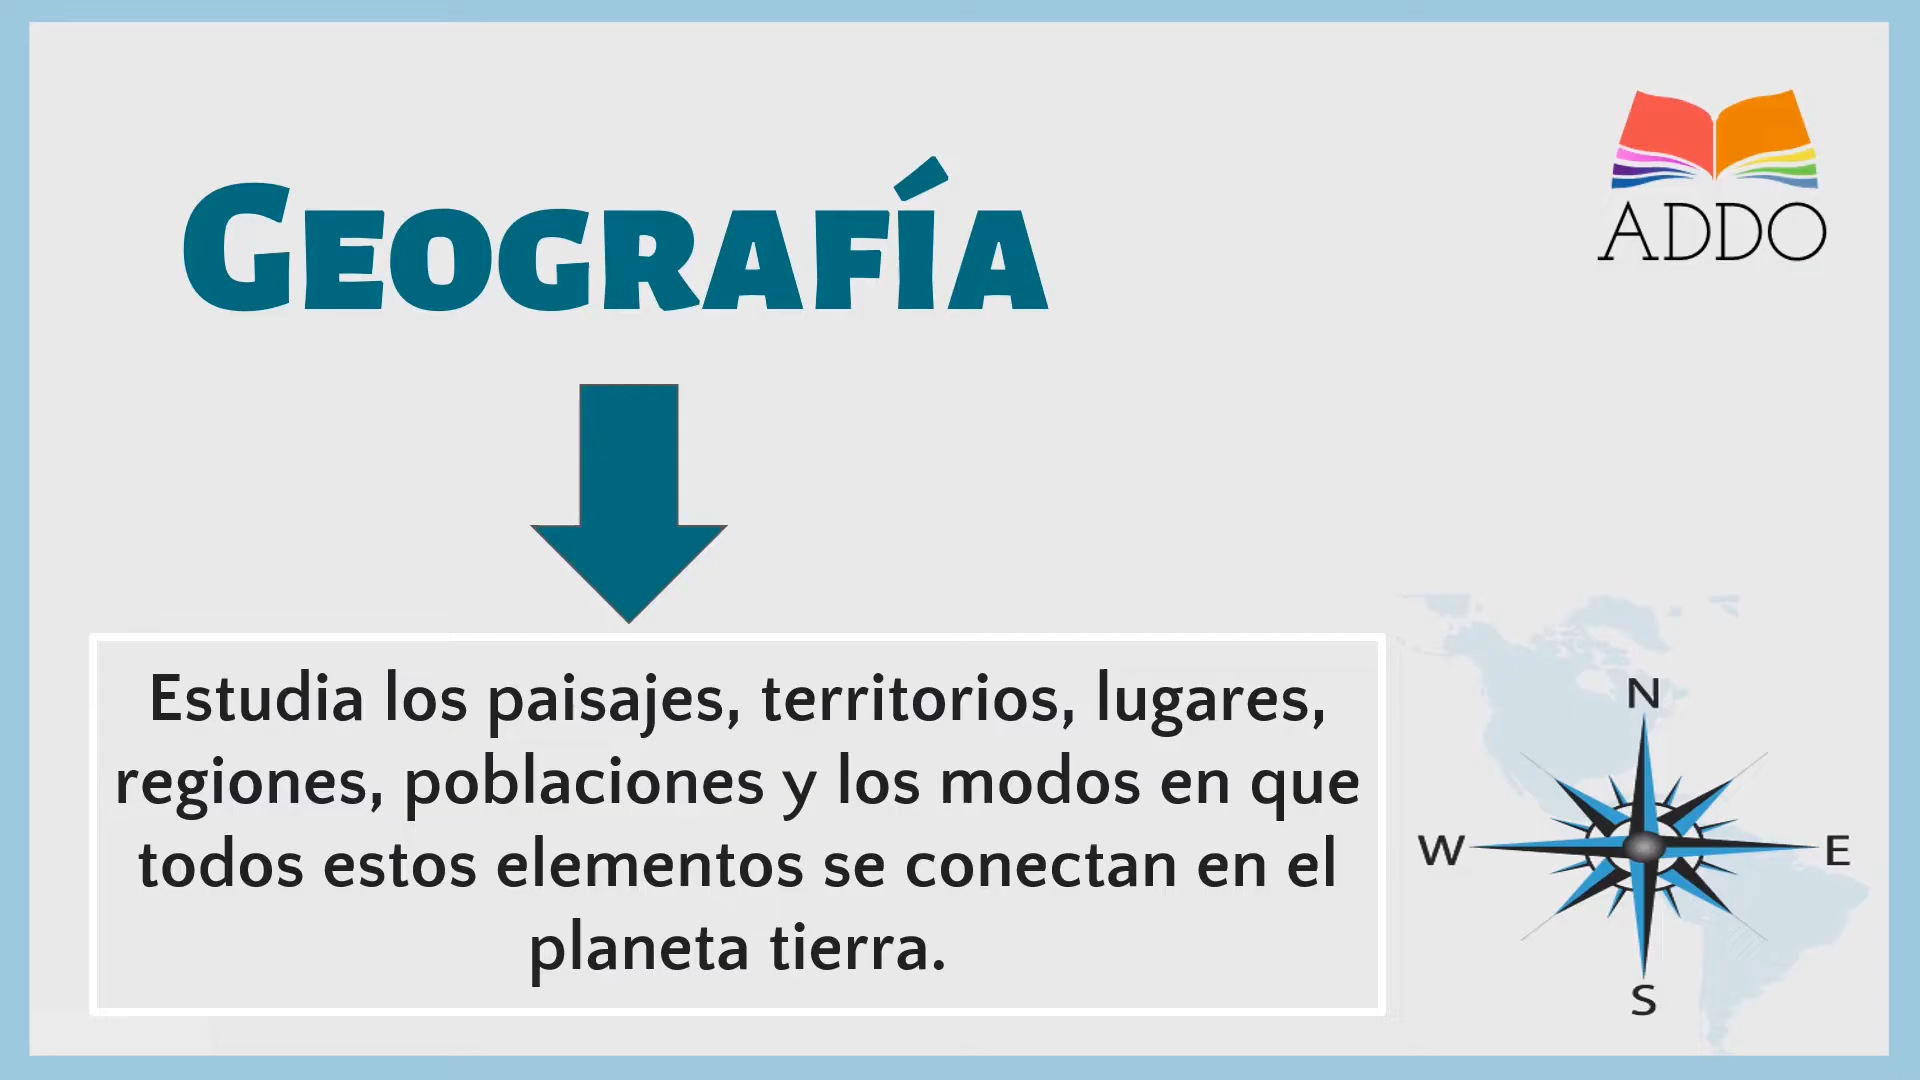 GEOGRAFÍA
ADDO
Estudia los paisajes, territorios, lugares,
regiones, poblaciones y los modos en que
todos estos elementos se conectan en el
planeta tierra.
N
W E
S